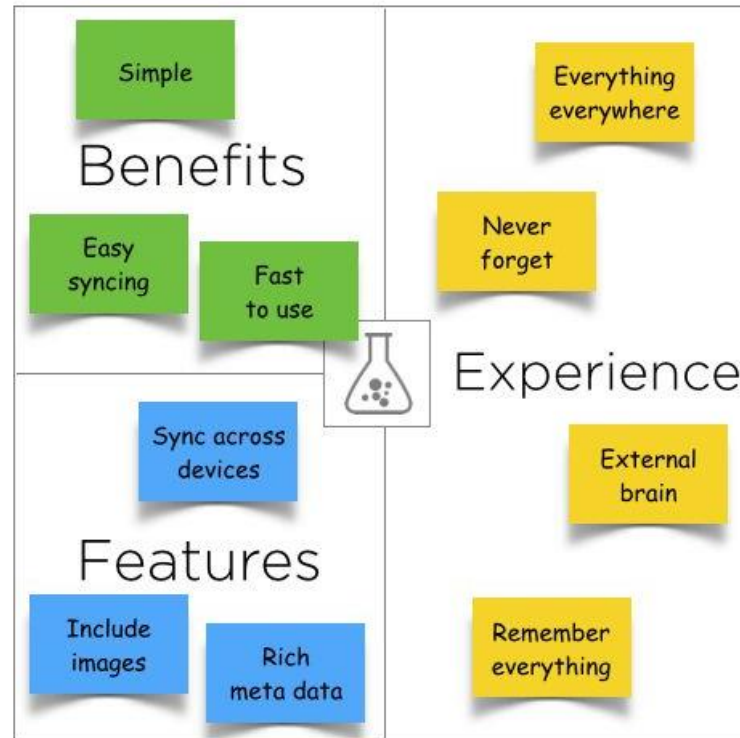 Simple
Benefits
Easy
syncing
Fast
to use
Sync across
devices
Features
Include
images
Rich
meta data
Everything
everywhere
Never
forget
Experience
External
brain
Remember
everything